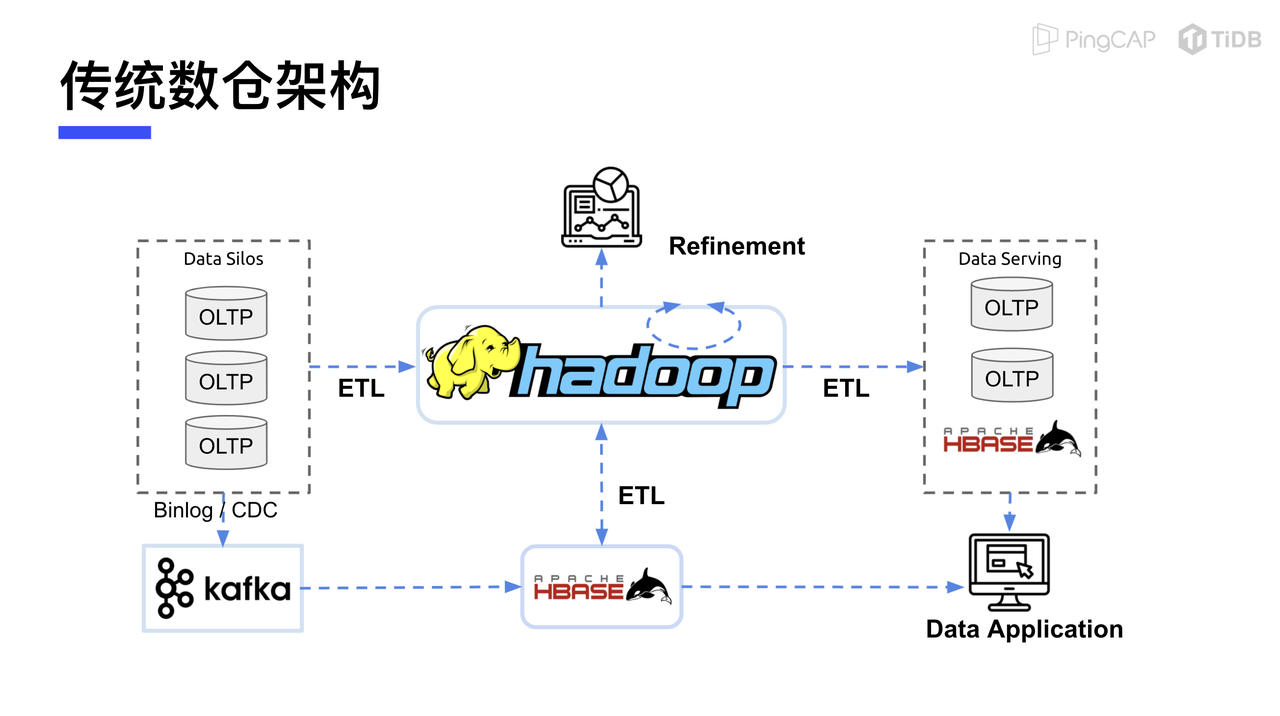 PingCAP TiDB
传统数仓架构
Refinement
Data Silos
OLTP
OLTP
OLTP
ETL
hadoop
ETL
Data Serving
OLTP
OLTP
APACHE
HBASE
Binlog / CDC
ETL
kafka
APACHE
HBASE
Data Application